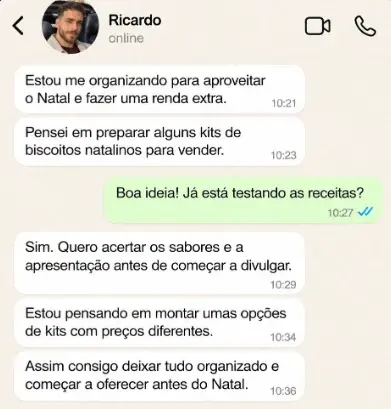 Ricardo
online
Estou me organizando para aproveitar
o Natal e fazer uma renda extra.
10:21
Pensei em preparar alguns kits de
biscoitos natalinos para vender.
10:23
Boa ideia! Já está testando as receitas?
10:27
Sim. Quero acertar os sabores e a
apresentação antes de começar a divulgar.
10:29
Estou pensando em montar umas opções
de kits com preços diferentes.
10:34
Assim consigo deixar tudo organizado e
começar a oferecer antes do Natal.
10:36